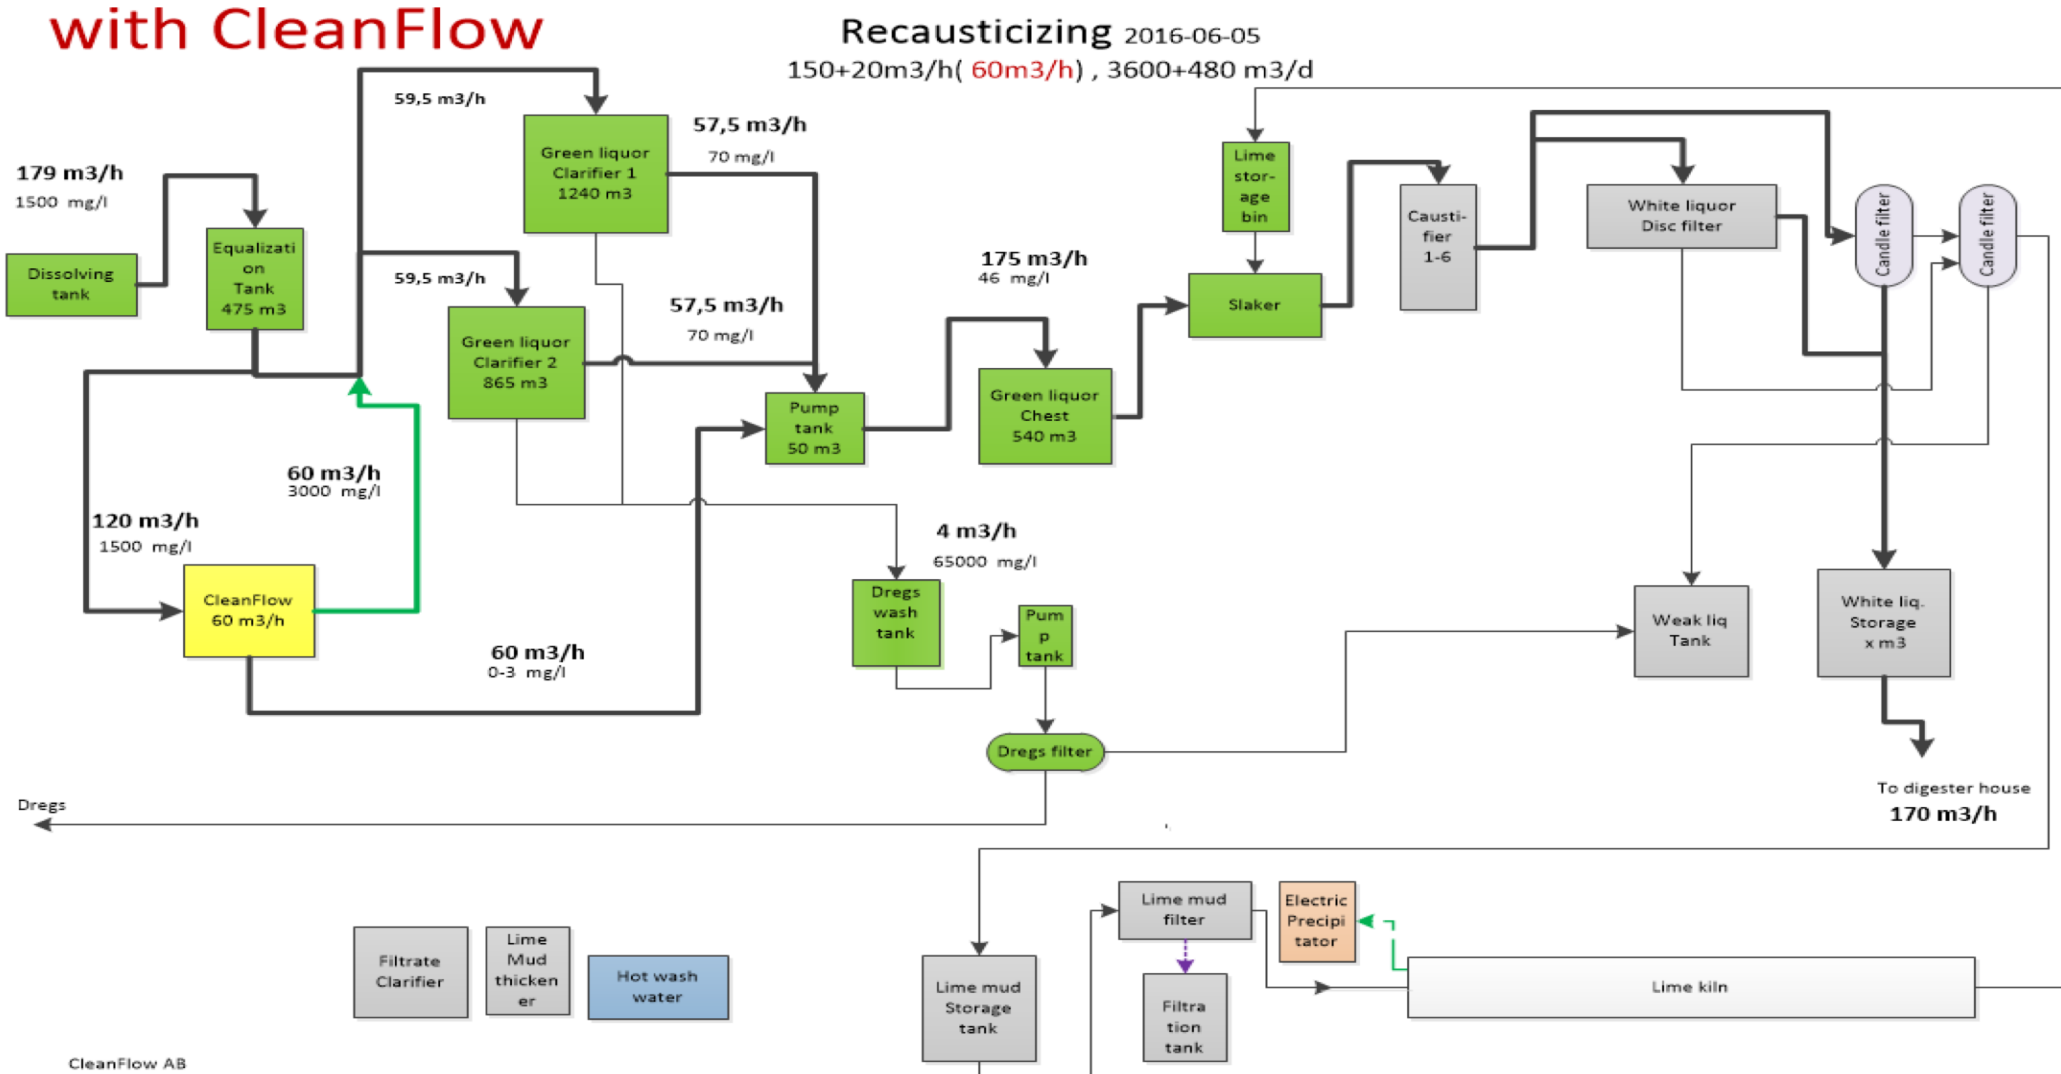 with CleanFlow
Recausticizing 2016-06-05
150+20m3/h( 60m3/h) , 3600+480 m3/d
59,5 m3/h
57,5 m3/h
70 mg/l
Green liquor
Clarifier 1
1240 m3
179 m3/h
1500 mg/l
Dissolving
tank
Equalizati
on
Tank
475 m3
59,5 m3/h
57,5 m3/h
70 mg/l
Green liquor
Clarifier 2
865 m3
Pump
tank
50 m3
175 m3/h
46 mg/l
Green liquor
Chest
540 m3
Lime
stor-
age
bin
Slaker
Causti-
fier
1-6
White liquor
Disc filter
Candle filter
Candle filter
60 m3/h
3000 mg/l
120 m3/h
1500 mg/l
CleanFlow
60 m3/h
60 m3/h
0-3 mg/l
4 m3/h
65000 mg/l
Dregs
wash
tank
Pum
p
tank
Dregs filter
Weak liq
Tank
White liq.
Storage
x m3
To digester house
170 m3/h
Dregs
Filtrate
Clarifier
Lime
Mud
thicken
er
Hot wash
water
Lime mud
Storage
tank
Lime mud
filter
Filtra
tion
tank
Electric
Precipi
tator
Lime kiln
CleanFlow AB